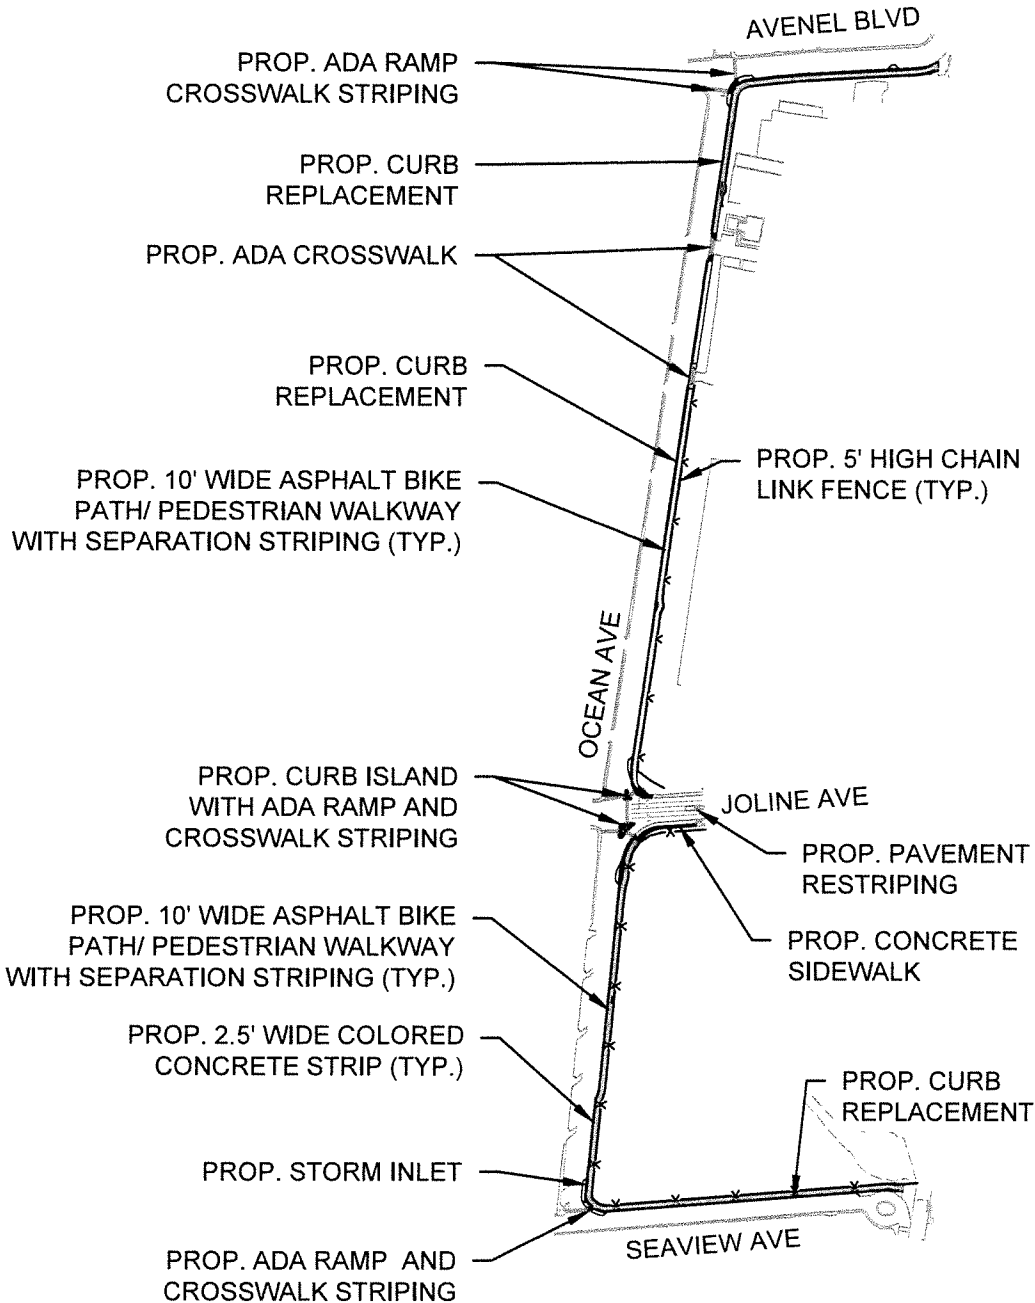 AVENEL BLVD
PROP. ADA RAMP
CROSSWALK STRIPING
PROP. CURB
REPLACEMENT
PROP. ADA CROSSWALK
PROP. CURB
REPLACEMENT
PROP. 10' WIDE ASPHALT BIKE
PATH/ PEDESTRIAN WALKWAY
WITH SEPARATION STRIPING (TYP.)
PROP. 5' HIGH CHAIN
LINK FENCE (TYP.)
OCEAN AVE
PROP. CURB ISLAND
WITH ADA RAMP AND
CROSSWALK STRIPING
JOLINE AVE
PROP. PAVEMENT
RESTRIPING
PROP. 10' WIDE ASPHALT BIKE
PATH/ PEDESTRIAN WALKWAY
WITH SEPARATION STRIPING (TYP.)
PROP. CONCRETE
SIDEWALK
PROP. 2.5' WIDE COLORED
CONCRETE STRIP (TYP.)
PROP. CURB
REPLACEMENT
PROP. STORM INLET
SEAVIEW AVE
PROP. ADA RAMP AND
CROSSWALK STRIPING